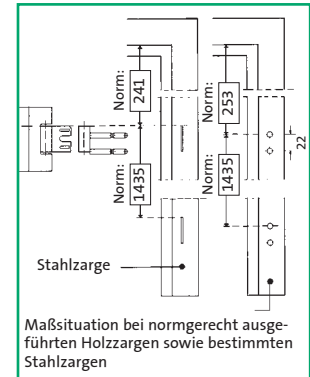 Norm:
241
Norm:
253
Norm:
1435
Norm:
1435
22
Stahlzarge
Maßsituation bei normgerecht ausge-
führten Holzzargen sowie bestimmten
Stahlzargen